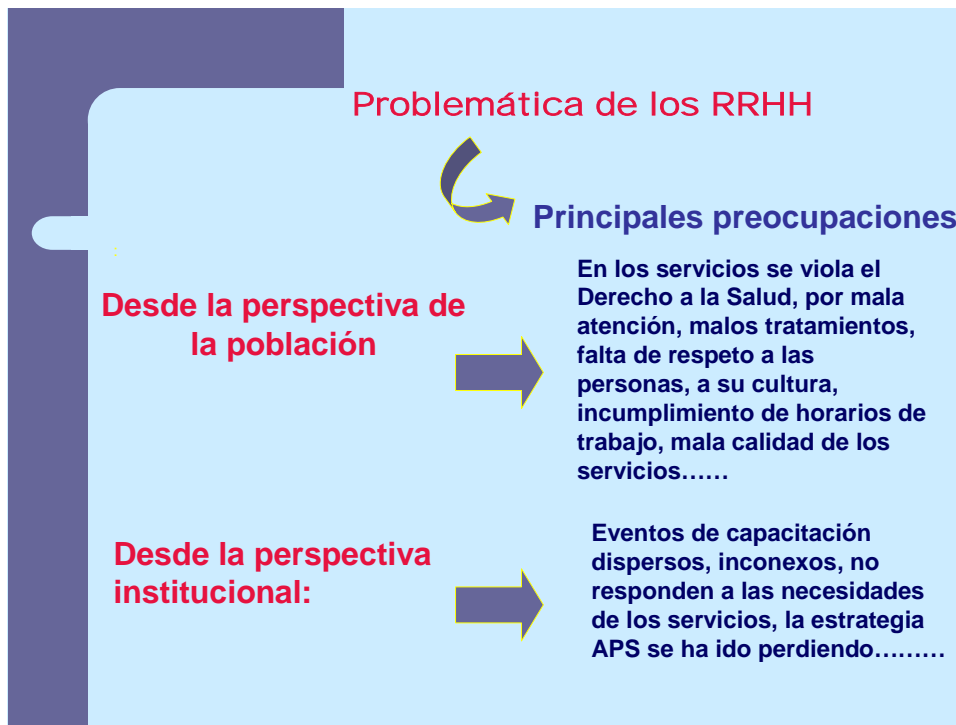 Problemática de los RRHH
Principales preocupaciones
Desde la perspectiva de
la población
En los servicios se viola el
Derecho a la Salud, por mala
atención, malos tratamientos,
falta de respeto a las
personas, a su cultura,
incumplimiento de horarios de
trabajo, mala calidad de los
servicios……
Desde la perspectiva
institucional:
Eventos de capacitación
dispersos, inconexos, no
responden a las necesidades
de los servicios, la estrategia
APS se ha ido perdiendo………